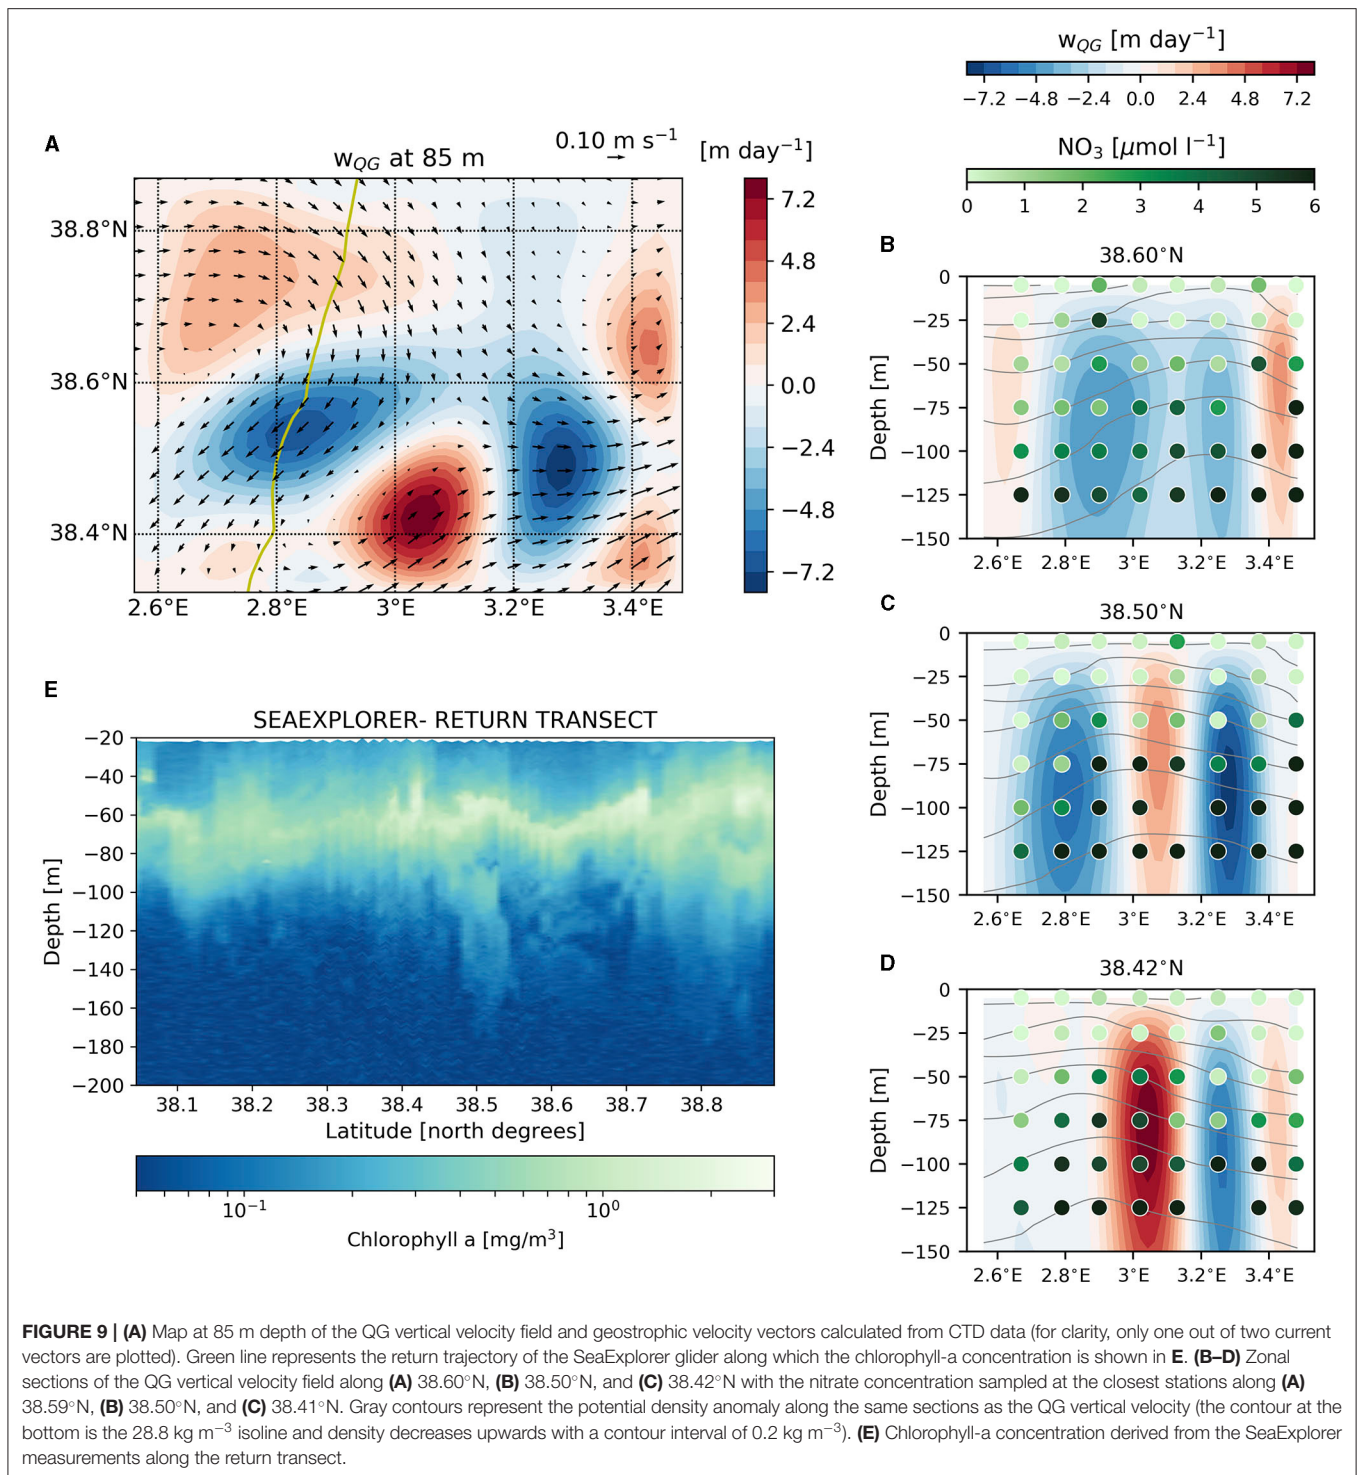 w_QG [m day⁻¹]
−7.2 −4.8 −2.4 0.0 2.4 4.8 7.2
NO₃ [μmol l⁻¹]
0 1 2 3 4 5 6
A
w_QG at 85 m
0.10 m s⁻¹
[m day⁻¹]
38.8°N
38.6°N
38.4°N
2.6°E 2.8°E 3°E 3.2°E 3.4°E
7.2
4.8
2.4
0.0
−2.4
−4.8
−7.2
B
38.60°N
Depth [m]
0
−25
−50
−75
−100
−125
−150
2.6°E 2.8°E 3°E 3.2°E 3.4°E
C
38.50°N
Depth [m]
0
−25
−50
−75
−100
−125
−150
2.6°E 2.8°E 3°E 3.2°E 3.4°E
D
38.42°N
Depth [m]
0
−25
−50
−75
−100
−125
−150
2.6°E 2.8°E 3°E 3.2°E 3.4°E
E
SEAEXPLORER- RETURN TRANSECT
Depth [m]
−20
−40
−60
−80
−100
−120
−140
−160
−180
−200
38.1 38.2 38.3 38.4 38.5 38.6 38.7 38.8
Latitude [north degrees]
10⁻¹ 10⁰
Chlorophyll a [mg/m³]
FIGURE 9 | (A) Map at 85 m depth of the QG vertical velocity field and geostrophic velocity vectors calculated from CTD data (for clarity, only one out of two current
vectors are plotted). Green line represents the return trajectory of the SeaExplorer glider along which the chlorophyll-a concentration is shown in E. (B–D) Zonal
sections of the QG vertical velocity field along (A) 38.60°N, (B) 38.50°N, and (C) 38.42°N with the nitrate concentration sampled at the closest stations along (A)
38.59°N, (B) 38.50°N, and (C) 38.41°N. Gray contours represent the potential density anomaly along the same sections as the QG vertical velocity (the contour at the
bottom is the 28.8 kg m⁻³ isoline and density decreases upwards with a contour interval of 0.2 kg m⁻³). (E) Chlorophyll-a concentration derived from the SeaExplorer
measurements along the return transect.